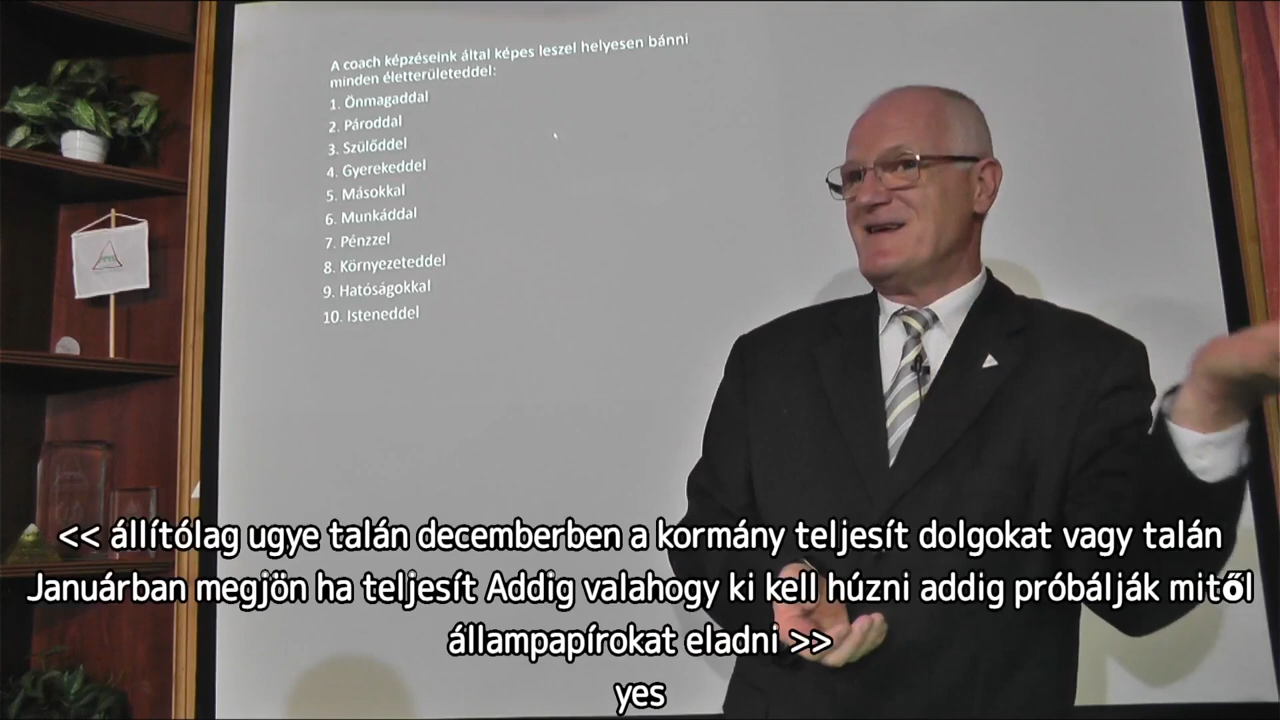 A coach képzéseink által képes leszel helyesen bánni
minden életterületeddel:
1. Önmagaddal
2. Pároddal
3. Szülőddel
4. Gyerekeddel
5. Másokkal
6. Munkáddal
7. Pénzzel
8. Környezeteddel
9. Hatóságokkal
10. Isteneddel
<< állítólag ugye talán decemberben a kormány teljesít dolgokat vagy talán
Januárban megjön ha teljesít Addig valahogy ki kell húzni addig próbálják mitől
állampapírokat eladni >>
yes